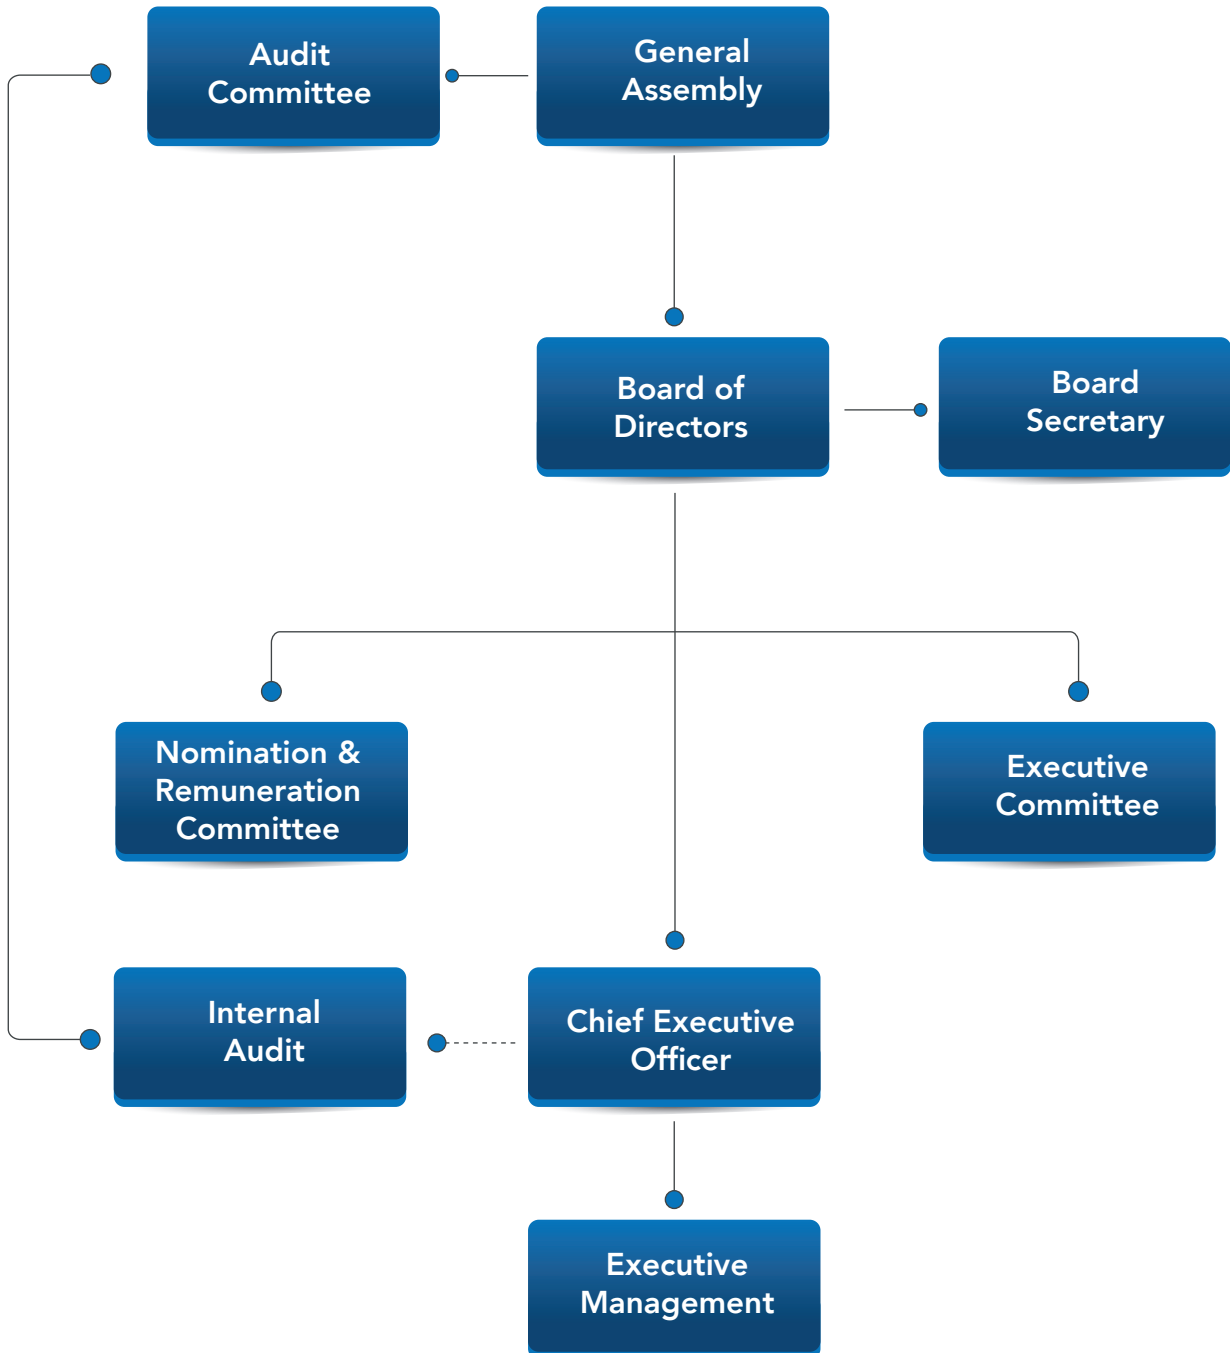 Audit
Committee
General
Assembly
Board of
Directors
Board
Secretary
Nomination &
Remuneration
Committee
Executive
Committee
Internal
Audit
Chief Executive
Officer
Executive
Management